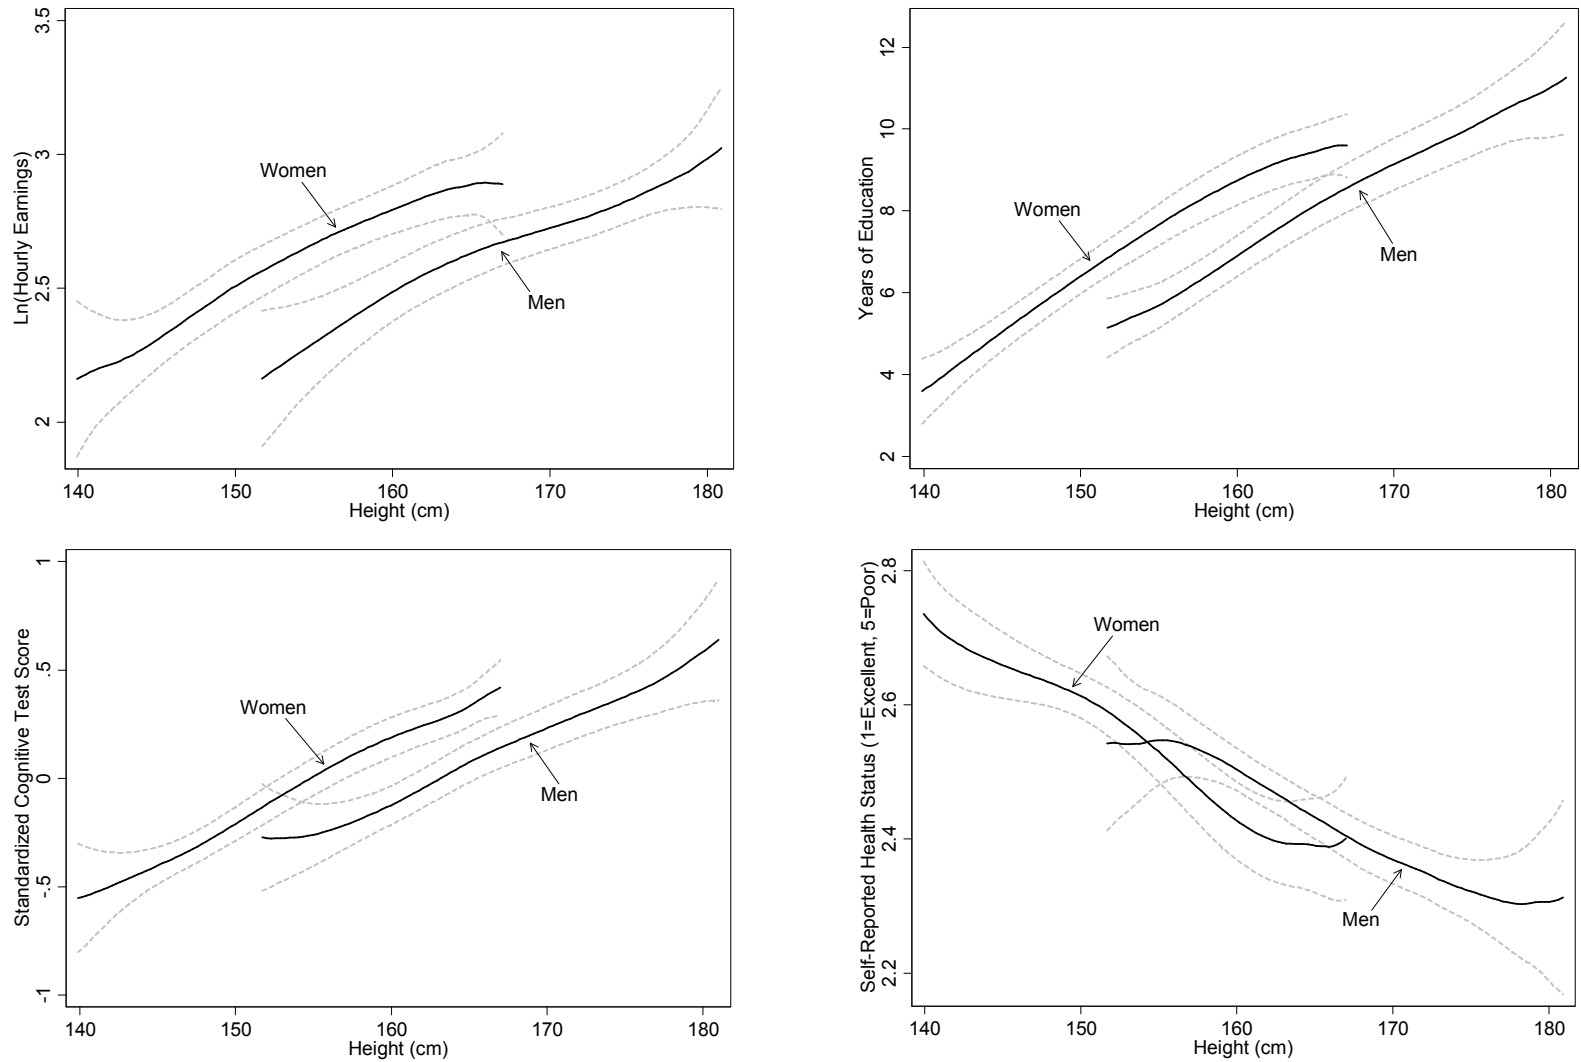 Ln(Hourly Earnings)
3.5
3
2.5
2
Women
Men
140 150 160 170 180
Height (cm)
Years of Education
12
10
8
6
4
2
Women
Men
140 150 160 170 180
Height (cm)
Standardized Cognitive Test Score
1
.5
0
-.5
-1
Women
Men
140 150 160 170 180
Height (cm)
Self-Reported Health Status (1=Excellent, 5=Poor)
2.8
2.6
2.4
2.2
Women
Men
140 150 160 170 180
Height (cm)